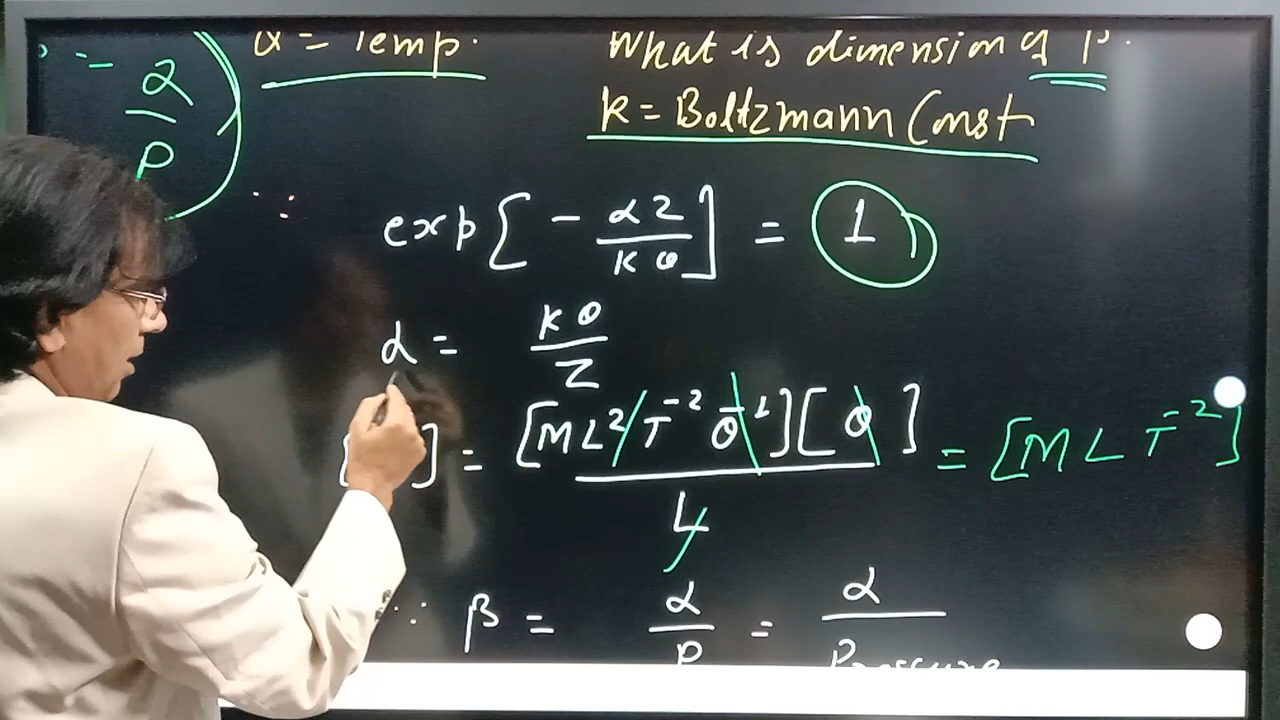 α = Temp.
What is dimension of β.
α
P
k = Boltzmann Const
∴ exp[ - αZ / kθ ] = 1
α = kθ / Z
[ ] = [ML²T⁻²θ⁻¹][θ] / L = [MLT⁻²]
∴ β = α / P = α / Pressure